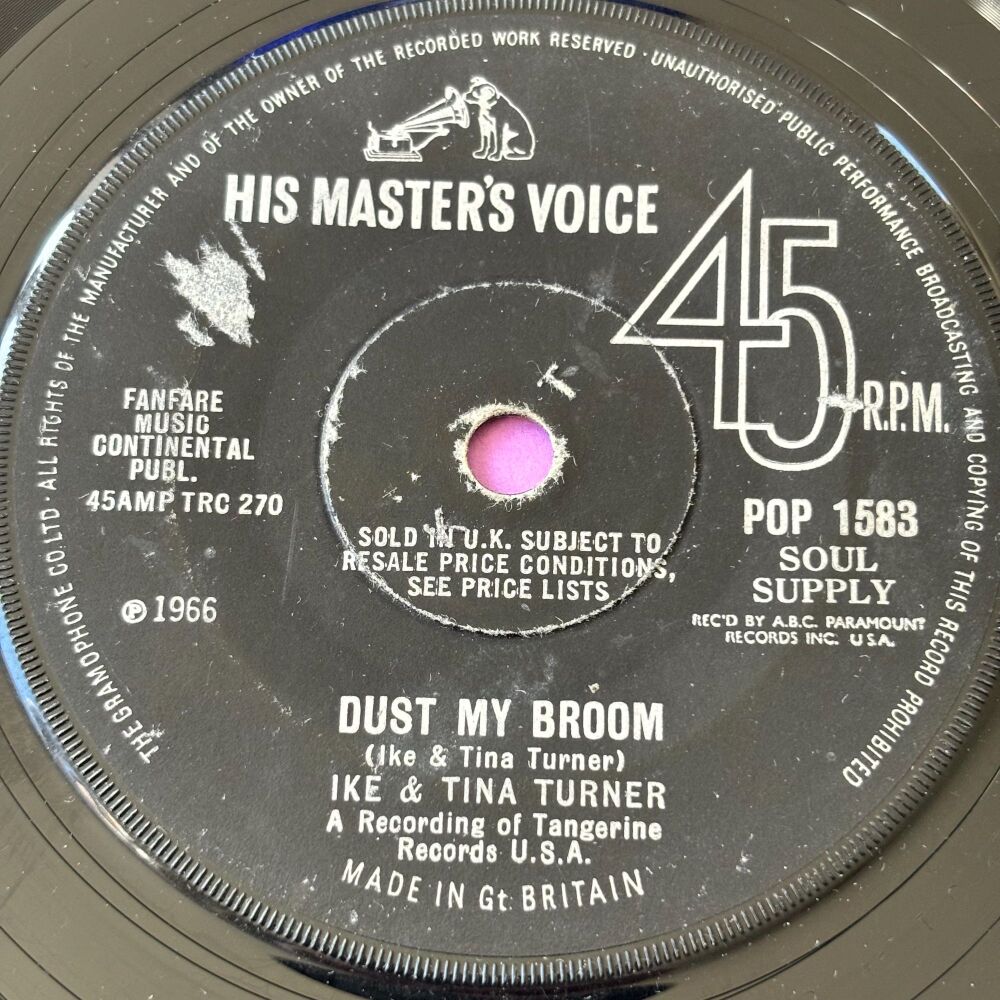 THE GRAMOPHONE CO. LTD · ALL RIGHTS OF THE MANUFACTURER AND OF THE OWNER OF THE RECORDED WORK RESERVED · UNAUTHORISED PUBLIC PERFORMANCE BROADCASTING AND COPYING OF THIS RECORD PROHIBITED
HIS MASTER'S VOICE
45 R.P.M.
FANFARE
MUSIC
CONTINENTAL
PUBL.
45AMP TRC 270
℗ 1966
SOLD IN U.K. SUBJECT TO
RESALE PRICE CONDITIONS,
SEE PRICE LISTS
POP 1583
SOUL
SUPPLY
REC'D BY A.B.C. PARAMOUNT
RECORDS INC. U S.A.
DUST MY BROOM
(Ike & Tina Turner)
IKE & TINA TURNER
A Recording of Tangerine
Records U.S.A.
MADE IN Gt BRITAIN